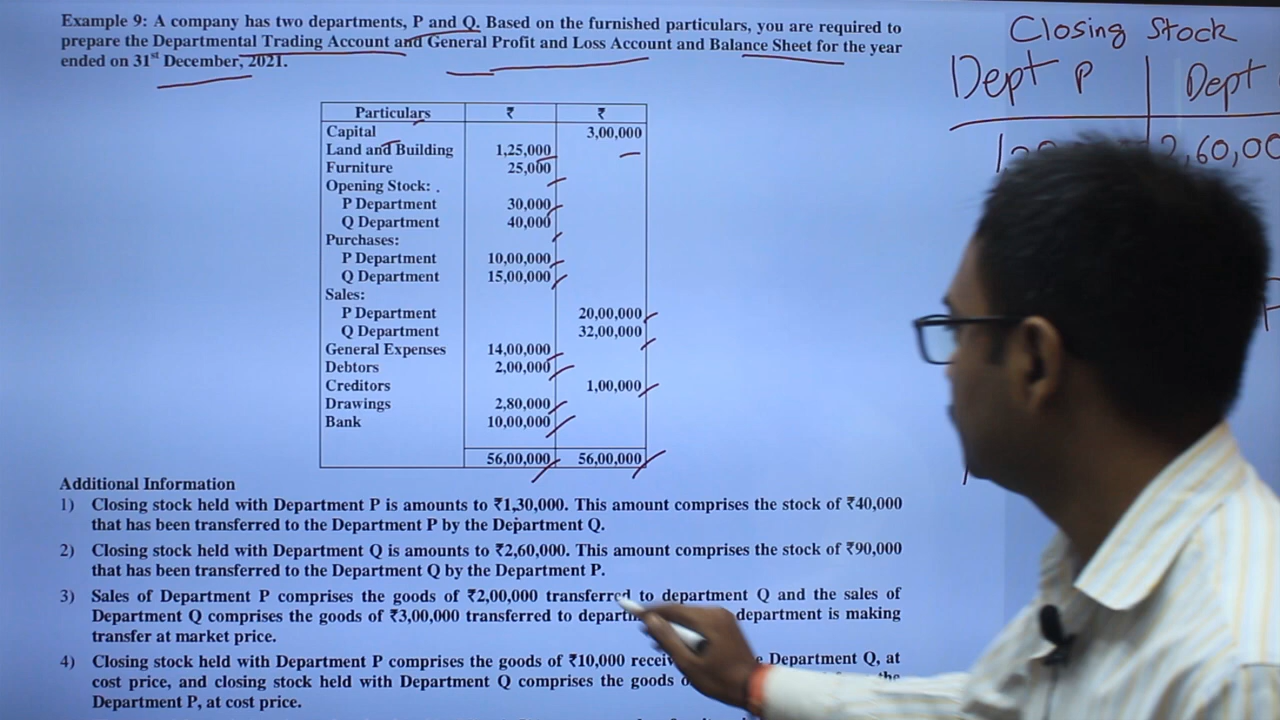 Example 9: A company has two departments, P and Q. Based on the furnished particulars, you are required to
prepare the Departmental Trading Account and General Profit and Loss Account and Balance Sheet for the year
ended on 31st December, 2021.
Closing Stock
Dept P Dept
2,60,00
Particulars ₹ ₹
Capital 3,00,000
Land and Building 1,25,000
Furniture 25,000
Opening Stock: .
P Department 30,000
Q Department 40,000
Purchases:
P Department 10,00,000
Q Department 15,00,000
Sales:
P Department 20,00,000
Q Department 32,00,000
General Expenses 14,00,000
Debtors 2,00,000
Creditors 1,00,000
Drawings 2,80,000
Bank 10,00,000
56,00,000 56,00,000
Additional Information
1) Closing stock held with Department P is amounts to ₹1,30,000. This amount comprises the stock of ₹40,000
that has been transferred to the Department P by the Department Q.
2) Closing stock held with Department Q is amounts to ₹2,60,000. This amount comprises the stock of ₹90,000
that has been transferred to the Department Q by the Department P.
3) Sales of Department P comprises the goods of ₹2,00,000 transferred to department Q and the sales of
Department Q comprises the goods of ₹3,00,000 transferred to department is making
transfer at market price.
4) Closing stock held with Department P comprises the goods of ₹10,000 Department Q, at
cost price, and closing stock held with Department Q comprises the goods the
Department P, at cost price.